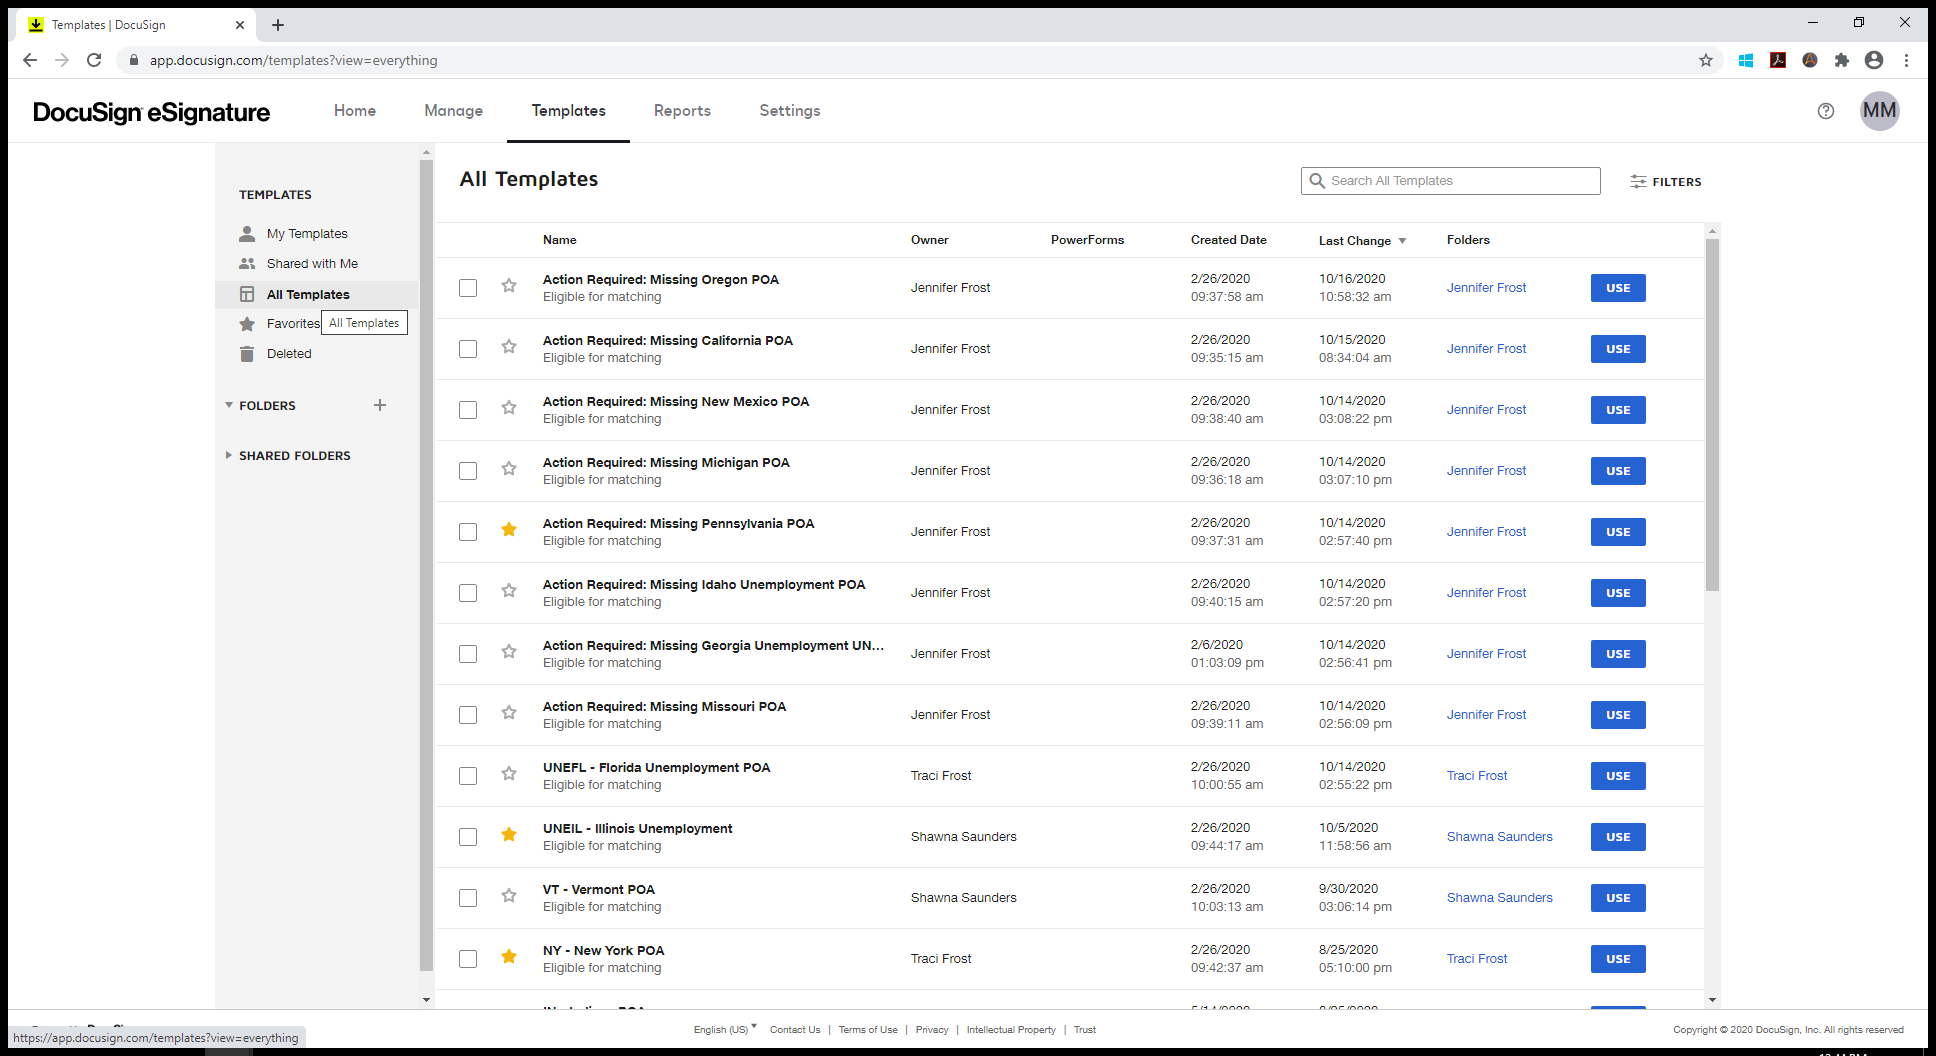 Templates | DocuSign
app.docusign.com/templates?view=everything
DocuSign eSignature
Home
Manage
Templates
Reports
Settings
MM
TEMPLATES
My Templates
Shared with Me
All Templates
Favorites
All Templates
Deleted
FOLDERS
SHARED FOLDERS
All Templates
Search All Templates
FILTERS
Name Owner PowerForms Created Date Last Change Folders
Action Required: Missing Oregon POA
Eligible for matching
Jennifer Frost
2/26/2020
09:37:58 am
10/16/2020
10:58:32 am
Jennifer Frost
USE
Action Required: Missing California POA
Eligible for matching
Jennifer Frost
2/26/2020
09:35:15 am
10/15/2020
08:34:04 am
Jennifer Frost
USE
Action Required: Missing New Mexico POA
Eligible for matching
Jennifer Frost
2/26/2020
09:38:40 am
10/14/2020
03:08:22 pm
Jennifer Frost
USE
Action Required: Missing Michigan POA
Eligible for matching
Jennifer Frost
2/26/2020
09:36:18 am
10/14/2020
03:07:10 pm
Jennifer Frost
USE
Action Required: Missing Pennsylvania POA
Eligible for matching
Jennifer Frost
2/26/2020
09:37:31 am
10/14/2020
02:57:40 pm
Jennifer Frost
USE
Action Required: Missing Idaho Unemployment POA
Eligible for matching
Jennifer Frost
2/26/2020
09:40:15 am
10/14/2020
02:57:20 pm
Jennifer Frost
USE
Action Required: Missing Georgia Unemployment UN...
Eligible for matching
Jennifer Frost
2/6/2020
01:03:09 pm
10/14/2020
02:56:41 pm
Jennifer Frost
USE
Action Required: Missing Missouri POA
Eligible for matching
Jennifer Frost
2/26/2020
09:39:11 am
10/14/2020
02:56:09 pm
Jennifer Frost
USE
UNEFL - Florida Unemployment POA
Eligible for matching
Traci Frost
2/26/2020
10:00:55 am
10/14/2020
02:55:22 pm
Traci Frost
USE
UNEIL - Illinois Unemployment
Eligible for matching
Shawna Saunders
2/26/2020
09:44:17 am
10/5/2020
11:58:56 am
Shawna Saunders
USE
VT - Vermont POA
Eligible for matching
Shawna Saunders
2/26/2020
10:03:13 am
9/30/2020
03:06:14 pm
Shawna Saunders
USE
NY - New York POA
Eligible for matching
Traci Frost
2/26/2020
09:42:37 am
8/25/2020
05:10:00 pm
Traci Frost
USE
https://app.docusign.com/templates?view=everything
English (US) Contact Us | Terms of Use | Privacy | Intellectual Property | Trust
Copyright © 2020 DocuSign, Inc. All rights reserved